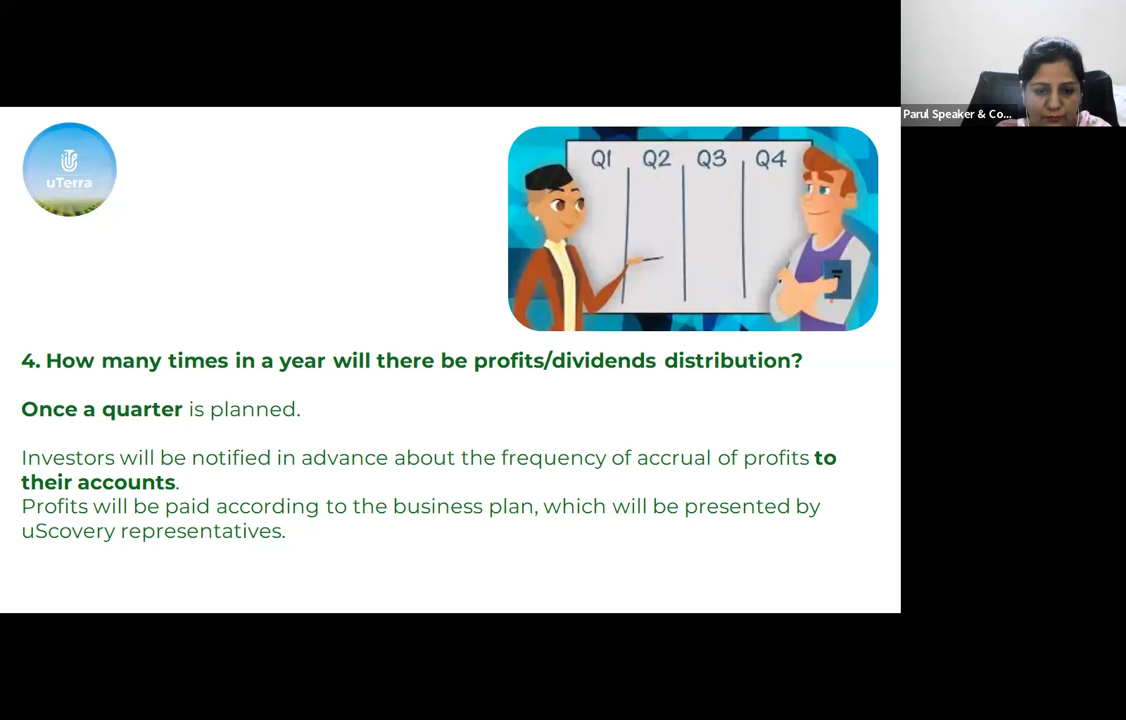 Parul Speaker & Co...
uTerra
Q1 Q2 Q3 Q4
4. How many times in a year will there be profits/dividends distribution?
Once a quarter is planned.
Investors will be notified in advance about the frequency of accrual of profits to
their accounts.
Profits will be paid according to the business plan, which will be presented by
uScovery representatives.